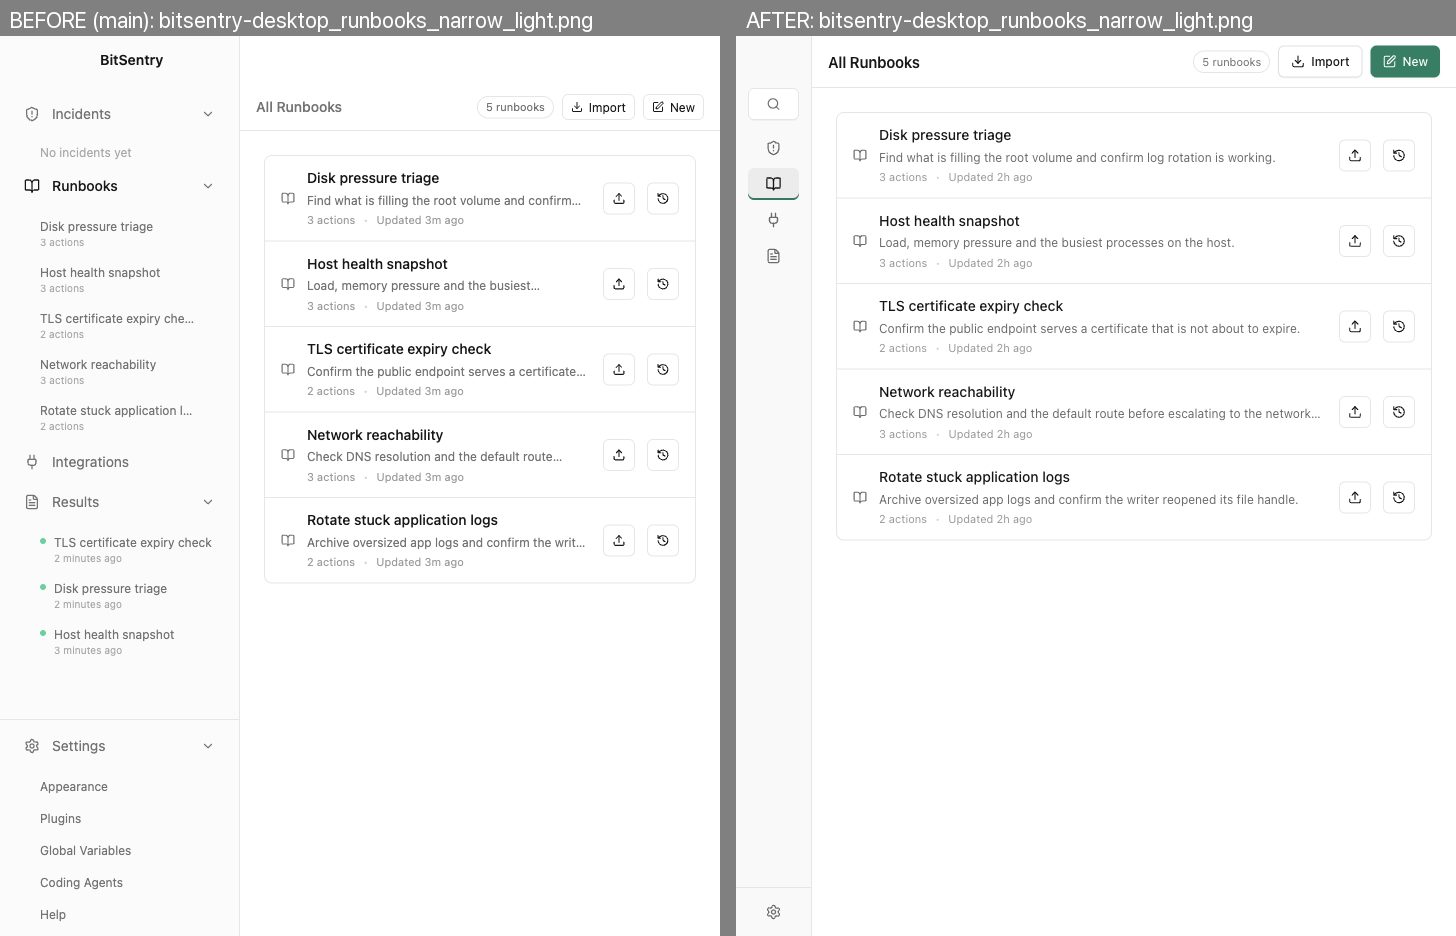 BEFORE (main): bitsentry-desktop_runbooks_narrow_light.png
BitSentry
Incidents
No incidents yet
Runbooks
Disk pressure triage
3 actions
Host health snapshot
3 actions
TLS certificate expiry che...
2 actions
Network reachability
3 actions
Rotate stuck application l...
2 actions
Integrations
Results
TLS certificate expiry check
2 minutes ago
Disk pressure triage
2 minutes ago
Host health snapshot
3 minutes ago
Settings
Appearance
Plugins
Global Variables
Coding Agents
Help
All Runbooks
5 runbooks
Import
New
Disk pressure triage
Find what is filling the root volume and confirm...
3 actions · Updated 3m ago
Host health snapshot
Load, memory pressure and the busiest...
3 actions · Updated 3m ago
TLS certificate expiry check
Confirm the public endpoint serves a certificate...
2 actions · Updated 3m ago
Network reachability
Check DNS resolution and the default route...
3 actions · Updated 3m ago
Rotate stuck application logs
Archive oversized app logs and confirm the writ...
2 actions · Updated 3m ago
AFTER: bitsentry-desktop_runbooks_narrow_light.png
All Runbooks
5 runbooks
Import
New
Disk pressure triage
Find what is filling the root volume and confirm log rotation is working.
3 actions · Updated 2h ago
Host health snapshot
Load, memory pressure and the busiest processes on the host.
3 actions · Updated 2h ago
TLS certificate expiry check
Confirm the public endpoint serves a certificate that is not about to expire.
2 actions · Updated 2h ago
Network reachability
Check DNS resolution and the default route before escalating to the network...
3 actions · Updated 2h ago
Rotate stuck application logs
Archive oversized app logs and confirm the writer reopened its file handle.
2 actions · Updated 2h ago